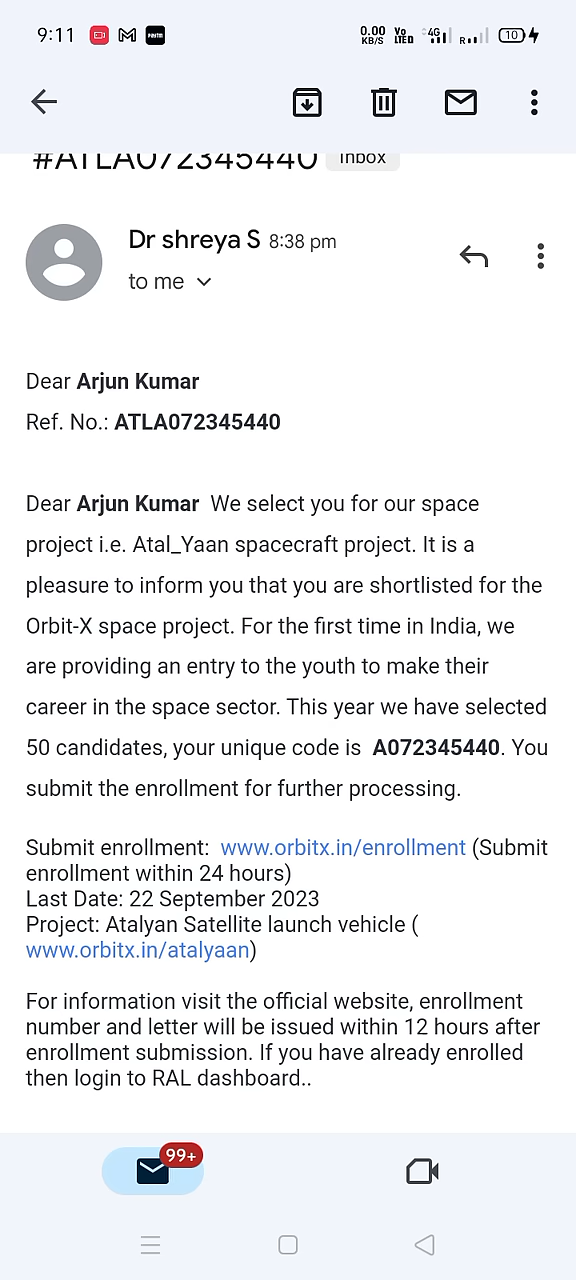 9:11
0.00 KB/S
Vo LTED
4G
R
10
#ATLA072345440 Inbox
Dr shreya S 8:38 pm
to me
Dear Arjun Kumar
Ref. No.: ATLA072345440
Dear Arjun Kumar We select you for our space
project i.e. Atal_Yaan spacecraft project. It is a
pleasure to inform you that you are shortlisted for the
Orbit-X space project. For the first time in India, we
are providing an entry to the youth to make their
career in the space sector. This year we have selected
50 candidates, your unique code is A072345440. You
submit the enrollment for further processing.
Submit enrollment: www.orbitx.in/enrollment (Submit
enrollment within 24 hours)
Last Date: 22 September 2023
Project: Atalyan Satellite launch vehicle (
www.orbitx.in/atalyaan)
For information visit the official website, enrollment
number and letter will be issued within 12 hours after
enrollment submission. If you have already enrolled
then login to RAL dashboard..
99+